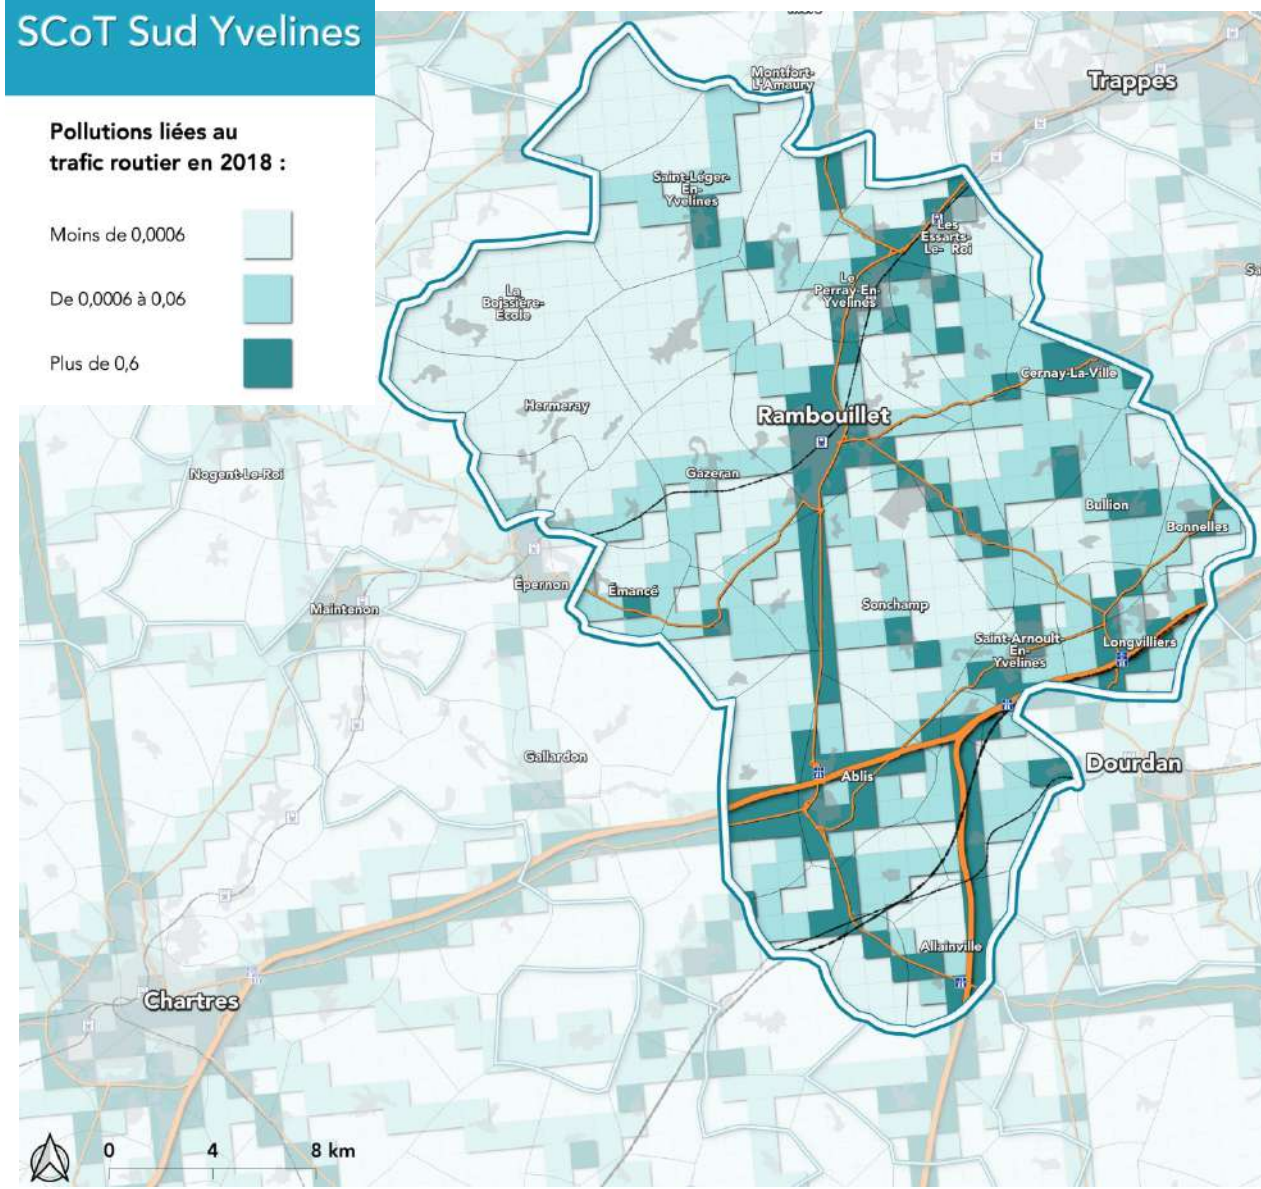 SCoT Sud Yvelines
Pollutions liées au
trafic routier en 2018 :
Moins de 0,0006
De 0,0006 à 0,06
Plus de 0,6
Montfort-
L'Amaury
Trappes
Saint-Léger-
En-
Yvelines
Les
Essarts-
Le- Roi
La
Boissière-
École
Le
Perray-En-
Yvelines
Cernay-La-Ville
Hermeray
Rambouillet
Nogent-Le-Roi
Gazeran
Bullion
Bonnelles
Épernon
Émancé
Maintenon
Sonchamp
Saint-Arnoult-
En-
Yvelines
Longvilliers
Gallardon
Ablis
Dourdan
Allainville
Chartres
0 4 8 km